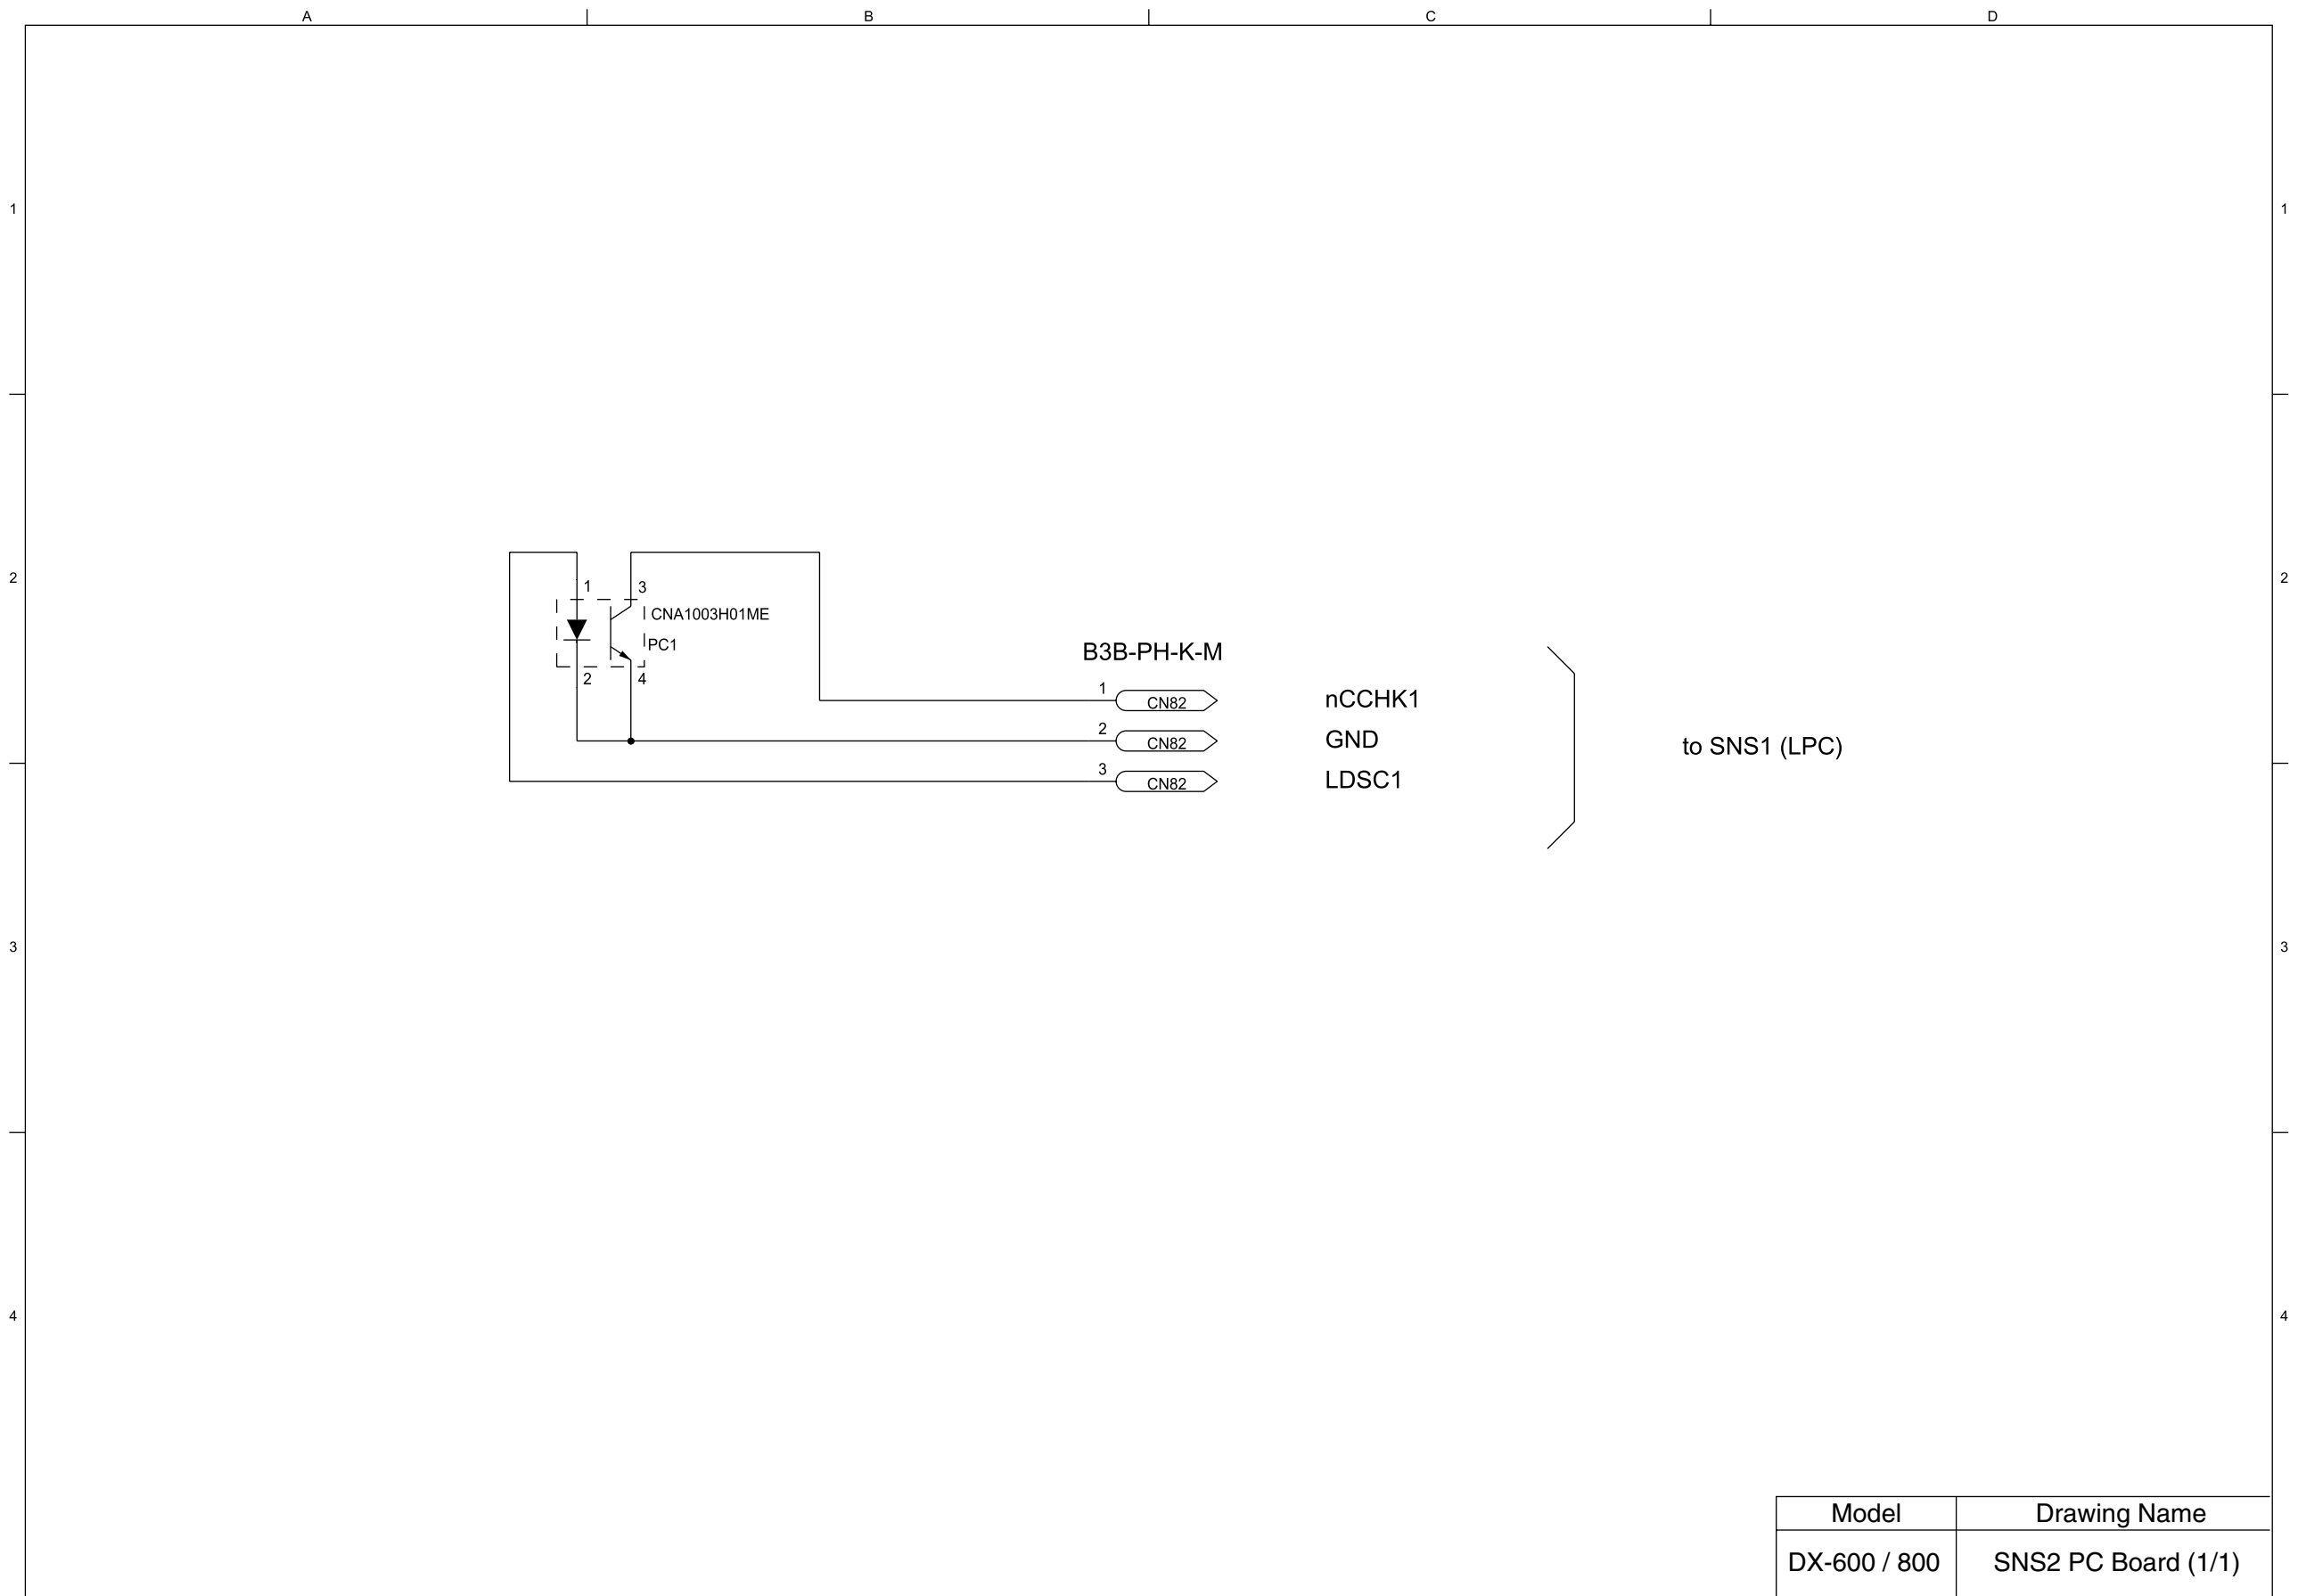 A B C D
1 1
2 2
1 3
CNA1003H01ME
PC1
2 4
B3B-PH-K-M
1 CN82 nCCHK1
2 CN82 GND
3 CN82 LDSC1
to SNS1 (LPC)
3 3
4 4
Model Drawing Name
DX-600 / 800 SNS2 PC Board (1/1)